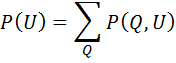 P(U) = ∑_Q P(Q, U)